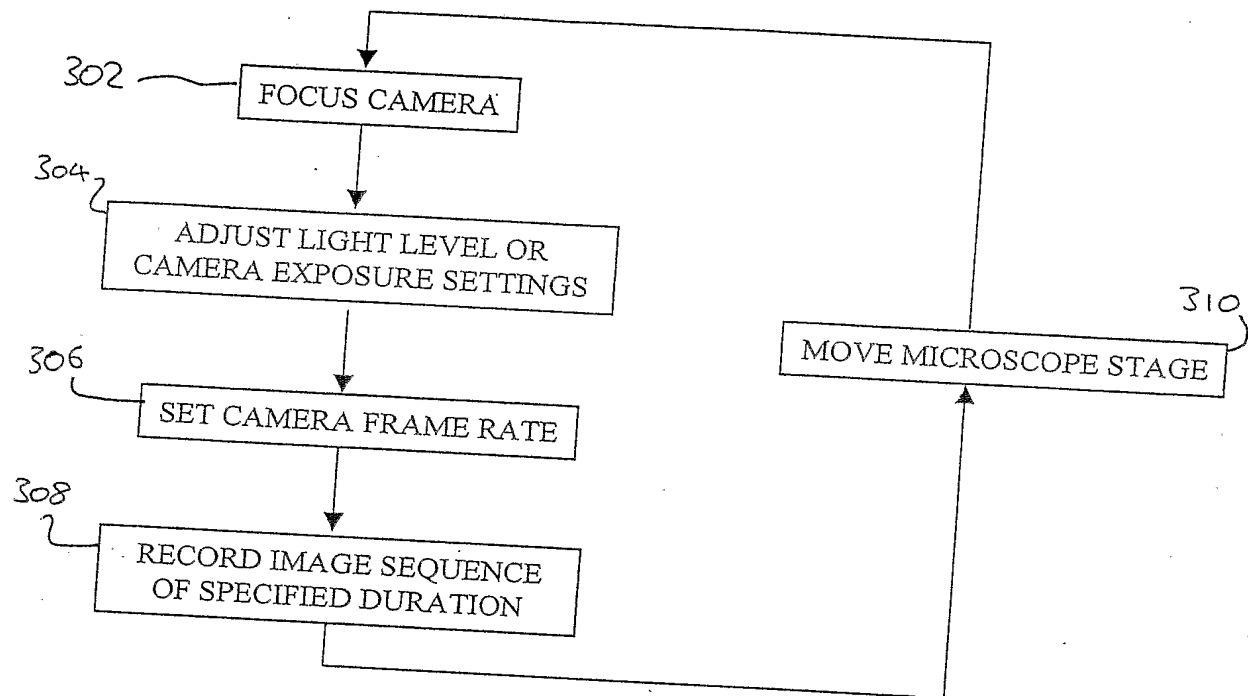 302
FOCUS CAMERA
304
ADJUST LIGHT LEVEL OR
CAMERA EXPOSURE SETTINGS
306
SET CAMERA FRAME RATE
308
RECORD IMAGE SEQUENCE
OF SPECIFIED DURATION
310
MOVE MICROSCOPE STAGE